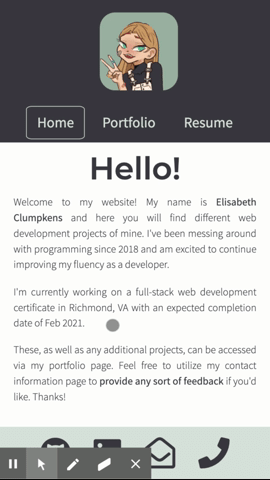 Home Portfolio Resume
Hello!
Welcome to my website! My name is Elisabeth
Clumpkens and here you will find different web
development projects of mine. I've been messing around
with programming since 2018 and am excited to continue
improving my fluency as a developer.
I'm currently working on a full-stack web development
certificate in Richmond, VA with an expected completion
date of Feb 2021.
These, as well as any additional projects, can be accessed
via my portfolio page. Feel free to utilize my contact
information page to provide any sort of feedback if you'd
like. Thanks!